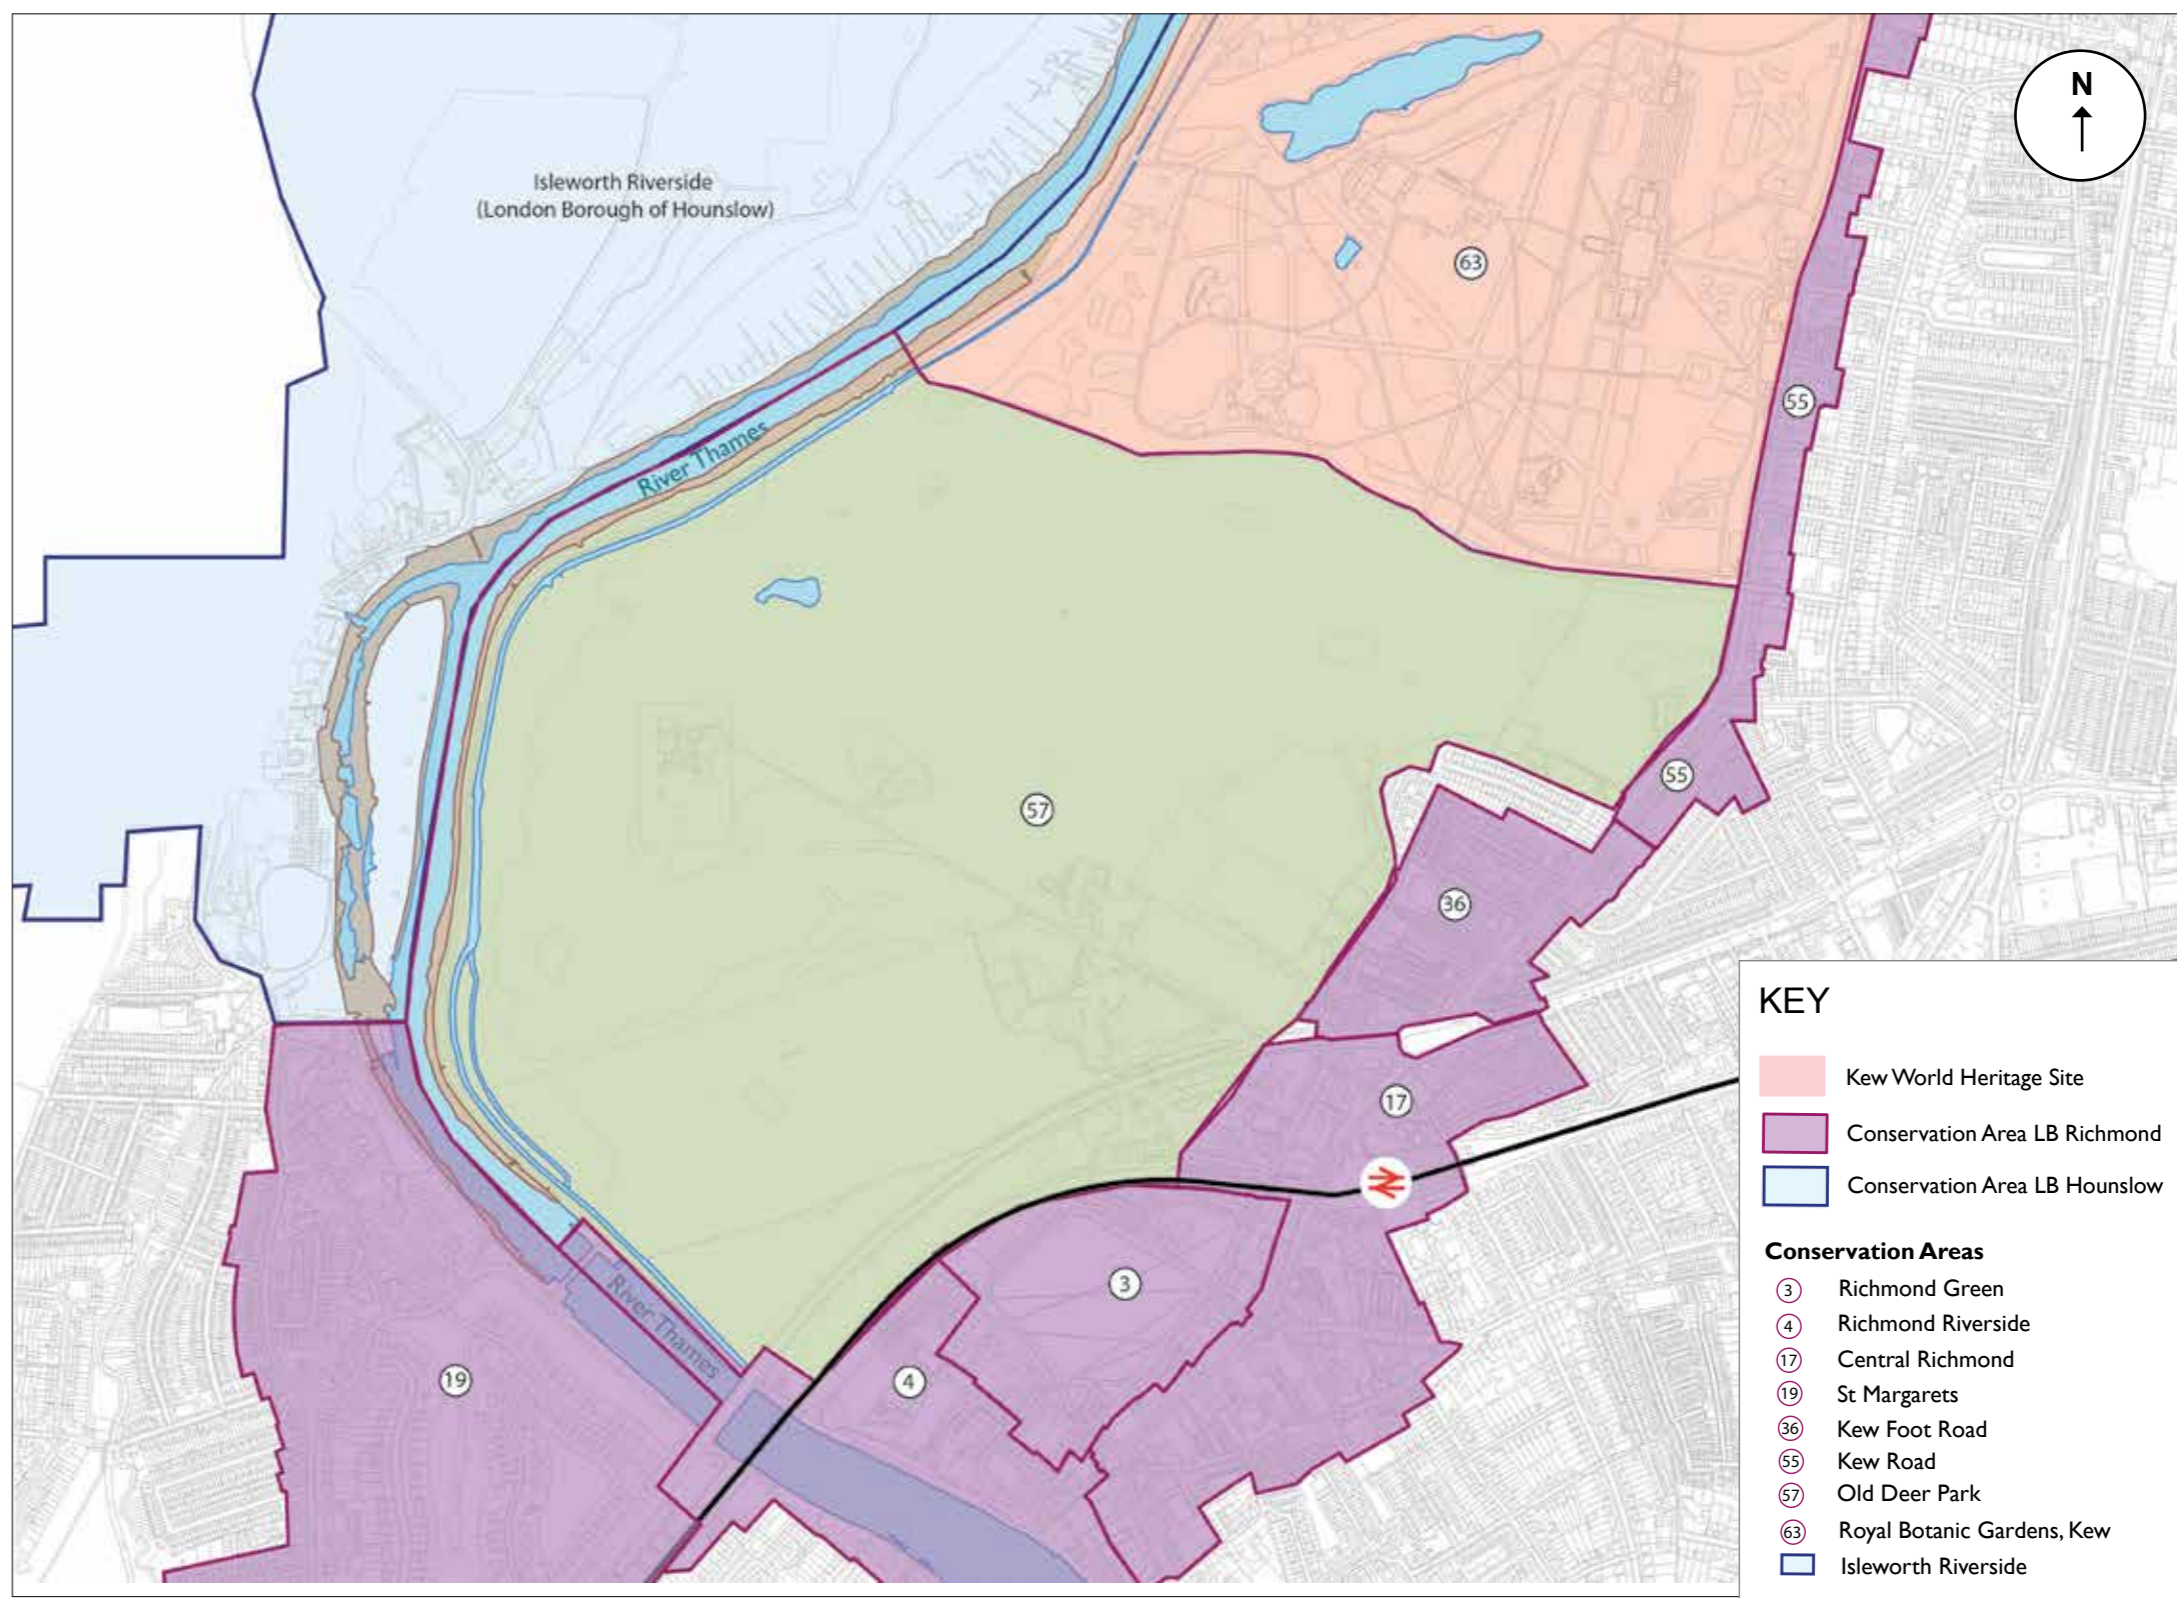 N
Isleworth Riverside
(London Borough of Hounslow)
63
55
River Thames
57
55
36
17
3
River Thames
19
4
KEY
Kew World Heritage Site
Conservation Area LB Richmond
Conservation Area LB Hounslow
Conservation Areas
3 Richmond Green
4 Richmond Riverside
17 Central Richmond
19 St Margarets
36 Kew Foot Road
55 Kew Road
57 Old Deer Park
63 Royal Botanic Gardens, Kew
Isleworth Riverside